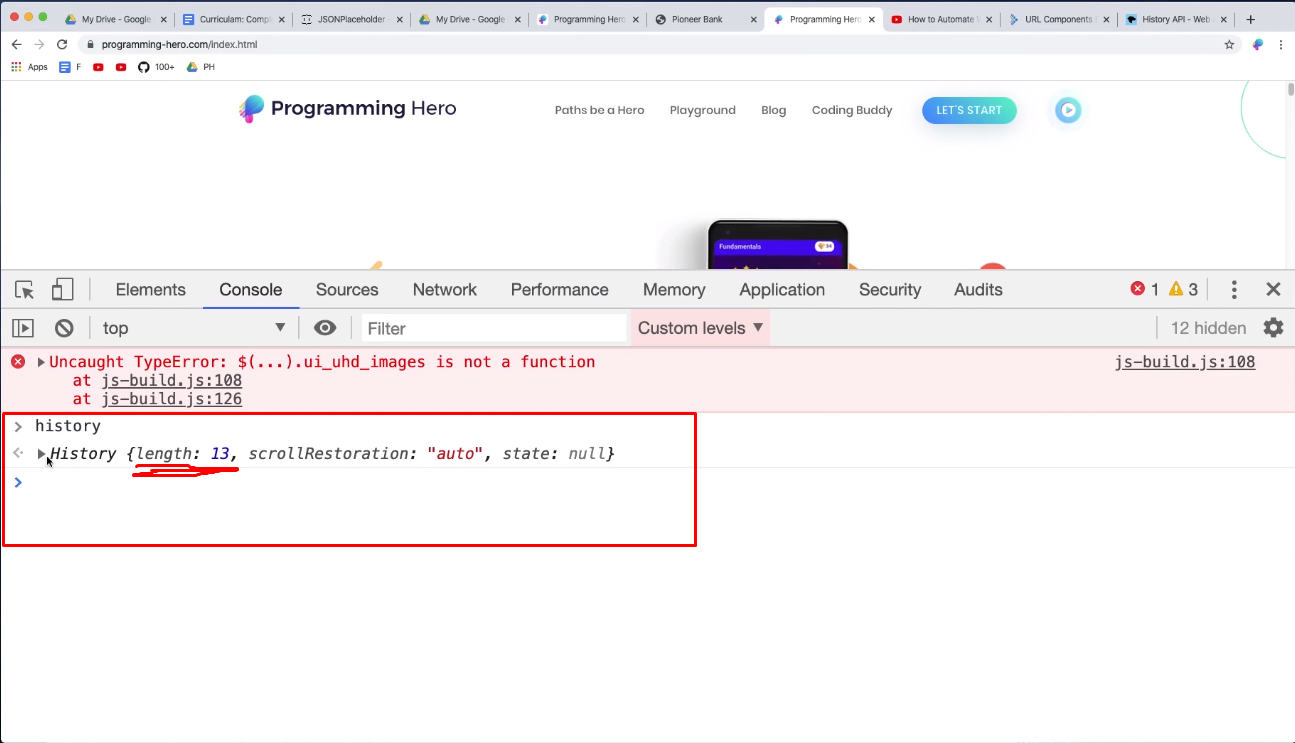 My Drive - Google
Curriculam: Compl
JSONPlaceholder -
My Drive - Google
Programming Hero
Pioneer Bank
Programming Hero
How to Automate W
URL Components
History API - Web
programming-hero.com/index.html
Apps
F
100+
PH
Programming Hero
Paths be a Hero
Playground
Blog
Coding Buddy
LET'S START
Fundamentals
Elements
Console
Sources
Network
Performance
Memory
Application
Security
Audits
1
3
top
Filter
Custom levels
12 hidden
Uncaught TypeError: $(...).ui_uhd_images is not a function
js-build.js:108
at js-build.js:108
at js-build.js:126
history
History {length: 13, scrollRestoration: "auto", state: null}